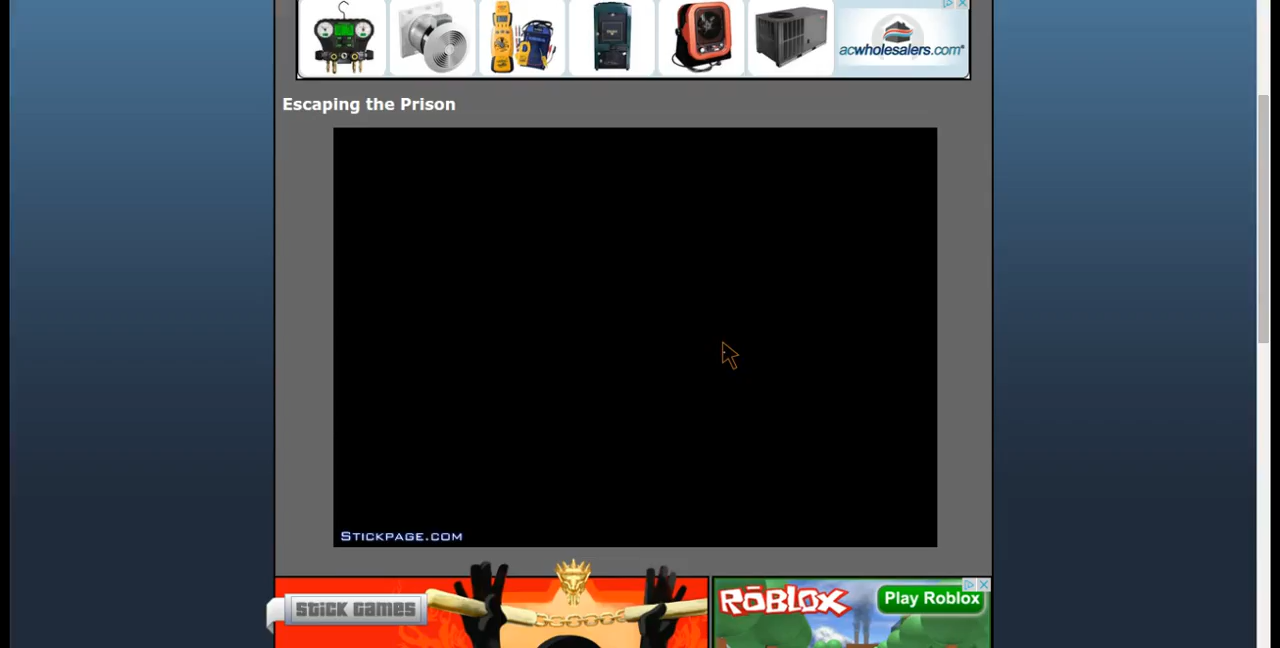 acwholesalers.com®
Escaping the Prison
STICKPAGE.COM
STICK GAMES
ROBLOX
Play Roblox